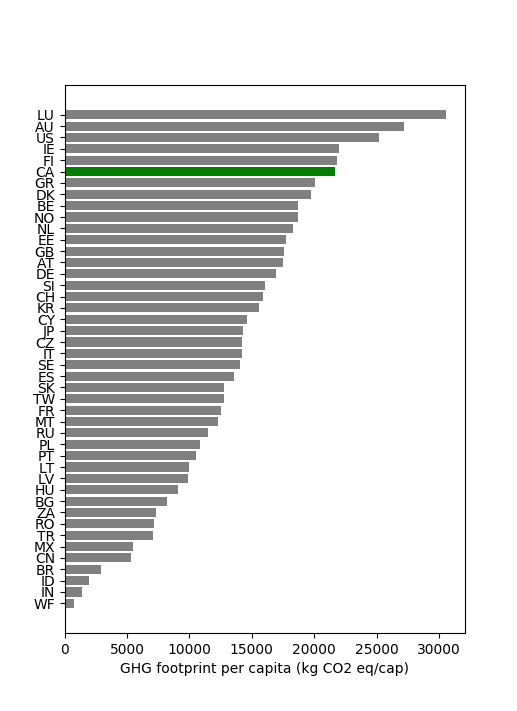 LU
AU
US
IE
FI
CA
GR
DK
BE
NO
NL
EE
GB
AT
DE
SI
CH
KR
CY
JP
CZ
IT
SE
ES
SK
TW
FR
MT
RU
PL
PT
LT
LV
HU
BG
ZA
RO
TR
MX
CN
BR
ID
IN
WF
0 5000 10000 15000 20000 25000 30000
GHG footprint per capita (kg CO2 eq/cap)